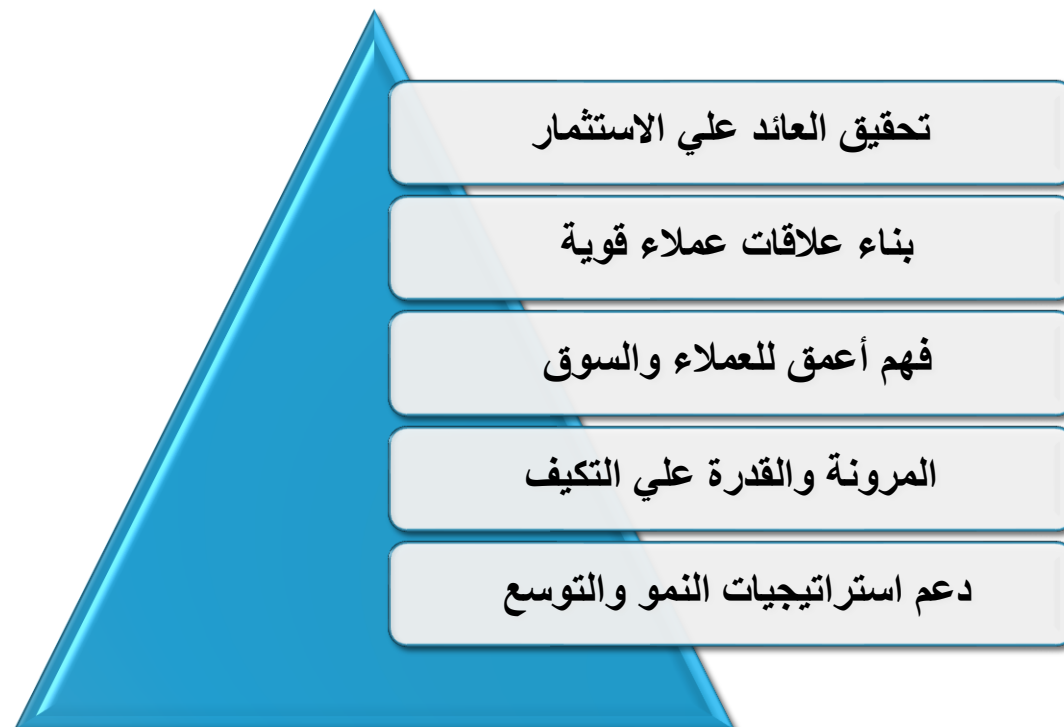 تحقيق العائد علي الاستثمار
بناء علاقات عملاء قوية
فهم أعمق للعملاء والسوق
المرونة والقدرة علي التكيف
دعم استراتيجيات النمو والتوسع